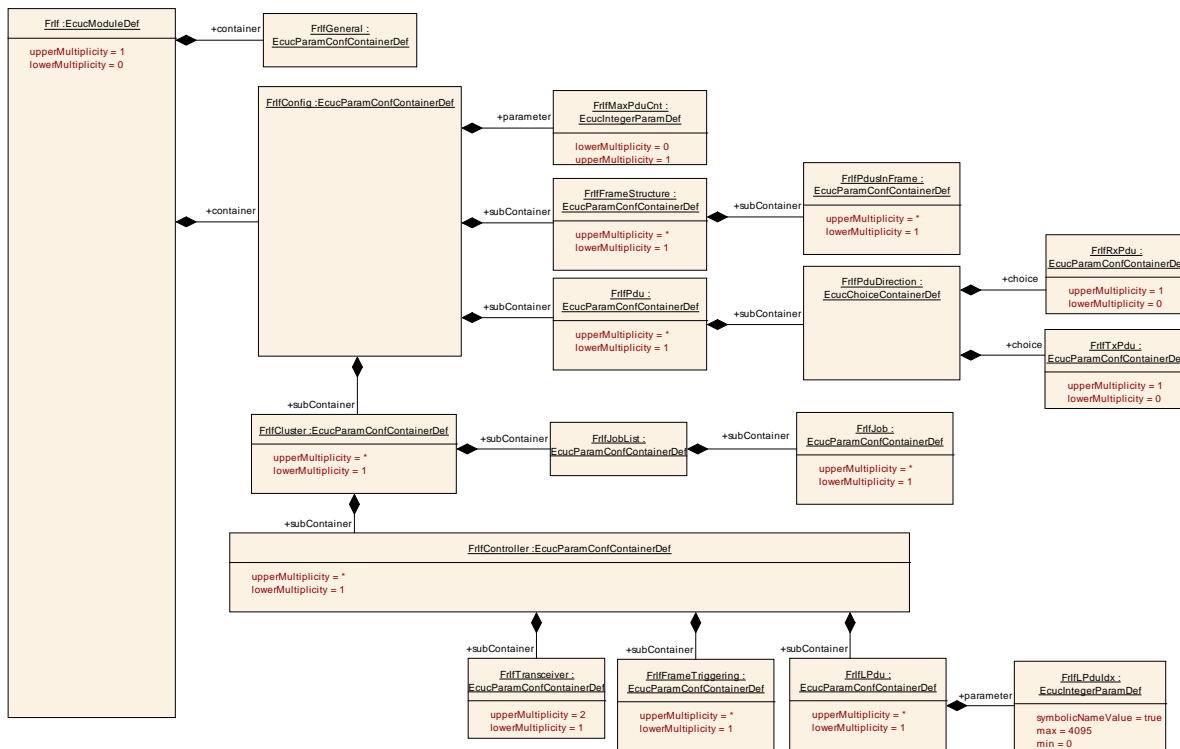 FrIf :EcucModuleDef
upperMultiplicity = 1
lowerMultiplicity = 0
+container
FrIfGeneral :
EcucParamConfContainerDef
+container
FrIfConfig :EcucParamConfContainerDef
+parameter
FrIfMaxPduCnt :
EcucIntegerParamDef
lowerMultiplicity = 0
upperMultiplicity = 1
+subContainer
FrIfFrameStructure :
EcucParamConfContainerDef
upperMultiplicity = *
lowerMultiplicity = 1
+subContainer
FrIfPdusInFrame :
EcucParamConfContainerDef
upperMultiplicity = *
lowerMultiplicity = 1
+subContainer
FrIfPdu :
EcucParamConfContainerDef
upperMultiplicity = *
lowerMultiplicity = 1
+subContainer
FrIfPduDirection :
EcucChoiceContainerDef
+choice
FrIfRxPdu :
EcucParamConfContainerDef
upperMultiplicity = 1
lowerMultiplicity = 0
+choice
FrIfTxPdu :
EcucParamConfContainerDef
upperMultiplicity = 1
lowerMultiplicity = 0
+subContainer
FrIfCluster :EcucParamConfContainerDef
upperMultiplicity = *
lowerMultiplicity = 1
+subContainer
FrIfJobList :
EcucParamConfContainerDef
+subContainer
FrIfJob :
EcucParamConfContainerDef
upperMultiplicity = *
lowerMultiplicity = 1
+subContainer
FrIfController :EcucParamConfContainerDef
upperMultiplicity = *
lowerMultiplicity = 1
+subContainer
FrIfTransceiver :
EcucParamConfContainerDef
upperMultiplicity = 2
lowerMultiplicity = 1
+subContainer
FrIfFrameTriggering :
EcucParamConfContainerDef
upperMultiplicity = *
lowerMultiplicity = 1
+subContainer
FrIfLPdu :
EcucParamConfContainerDef
upperMultiplicity = *
lowerMultiplicity = 1
+parameter
FrIfLPduIdx :
EcucIntegerParamDef
symbolicNameValue = true
max = 4095
min = 0